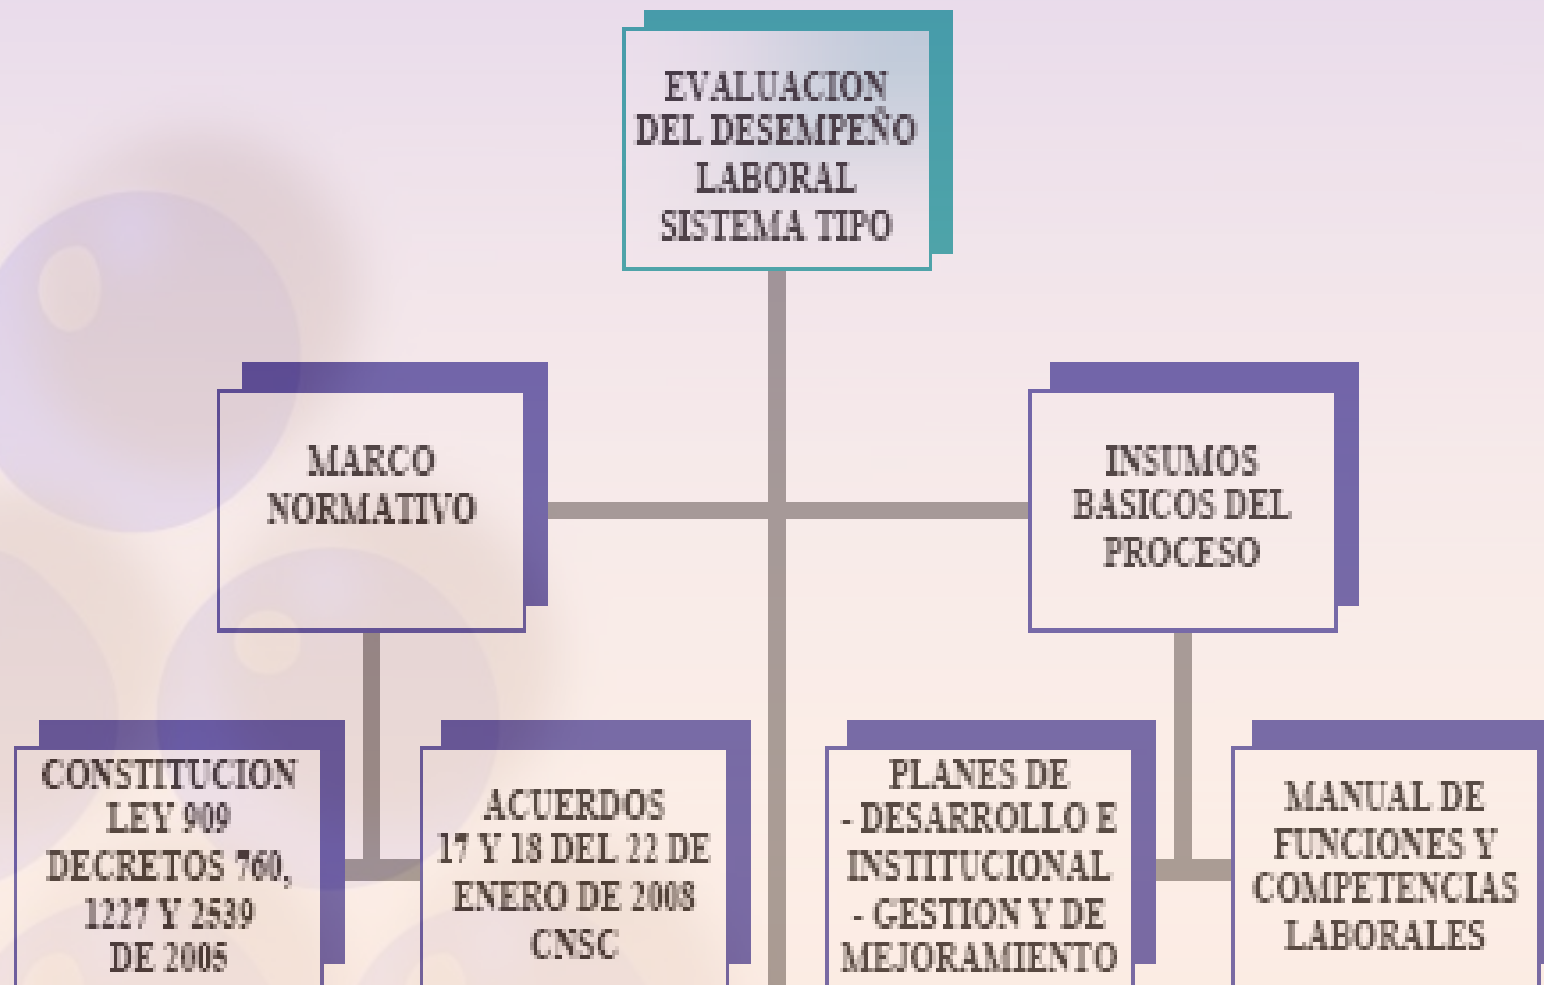 EVALUACION
DEL DESEMPEÑO
LABORAL
SISTEMA TIPO
MARCO
NORMATIVO
INSUMOS
BASICOS DEL
PROCESO
CONSTITUCION
LEY 909
DECRETOS 760,
1227 Y 2539
DE 2005
ACUERDOS
17 Y 18 DEL 22 DE
ENERO DE 2008
CNSC
PLANES DE
- DESARROLLO E
INSTITUCIONAL
- GESTION Y DE
MEJORAMIENTO
MANUAL DE
FUNCIONES Y
COMPETENCIAS
LABORALES